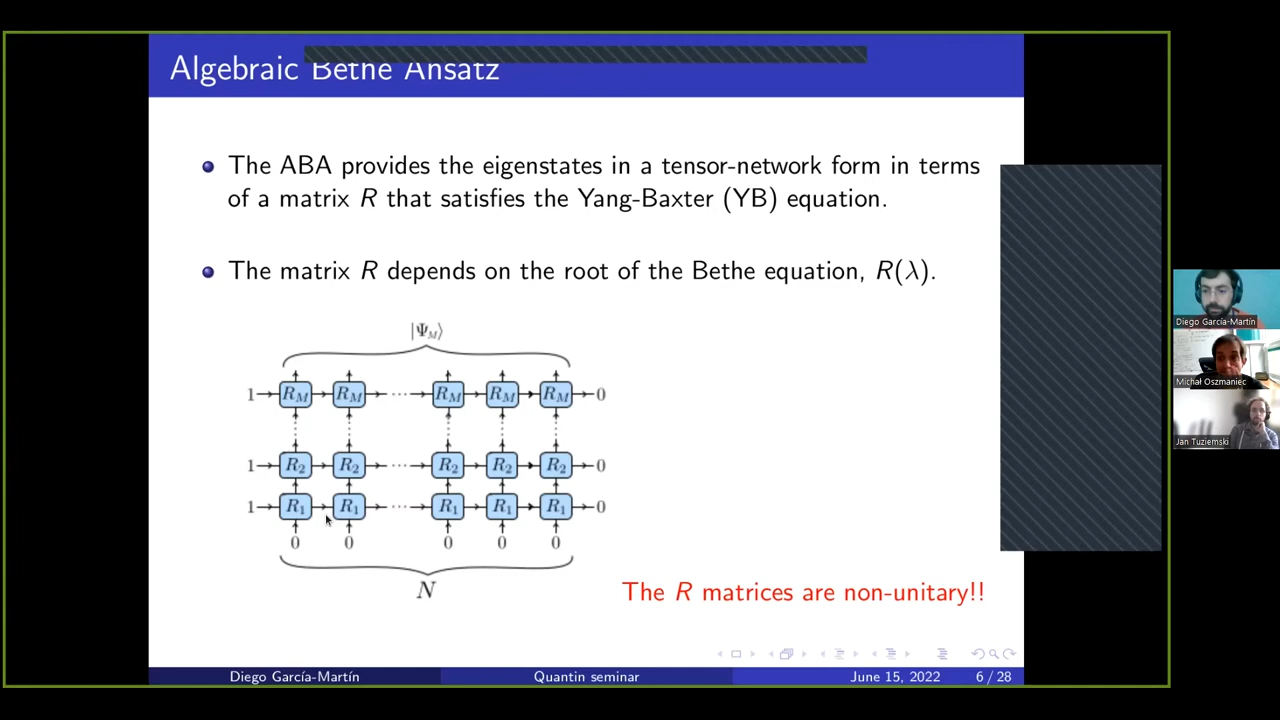 Algebraic Bethe Ansatz
The ABA provides the eigenstates in a tensor-network form in terms
of a matrix R that satisfies the Yang-Baxter (YB) equation.
The matrix R depends on the root of the Bethe equation, R(λ).
|Ψ_M⟩
1 R_M R_M ⋯ R_M R_M R_M 0
1 R_2 R_2 ⋯ R_2 R_2 R_2 0
1 R_1 R_1 ⋯ R_1 R_1 R_1 0
0 0 0 0 0
N
The R matrices are non-unitary!!
Diego García-Martín Quantin seminar June 15, 2022 6 / 28
Diego García-Martín
Michał Oszmaniec
Jan Tuziemski